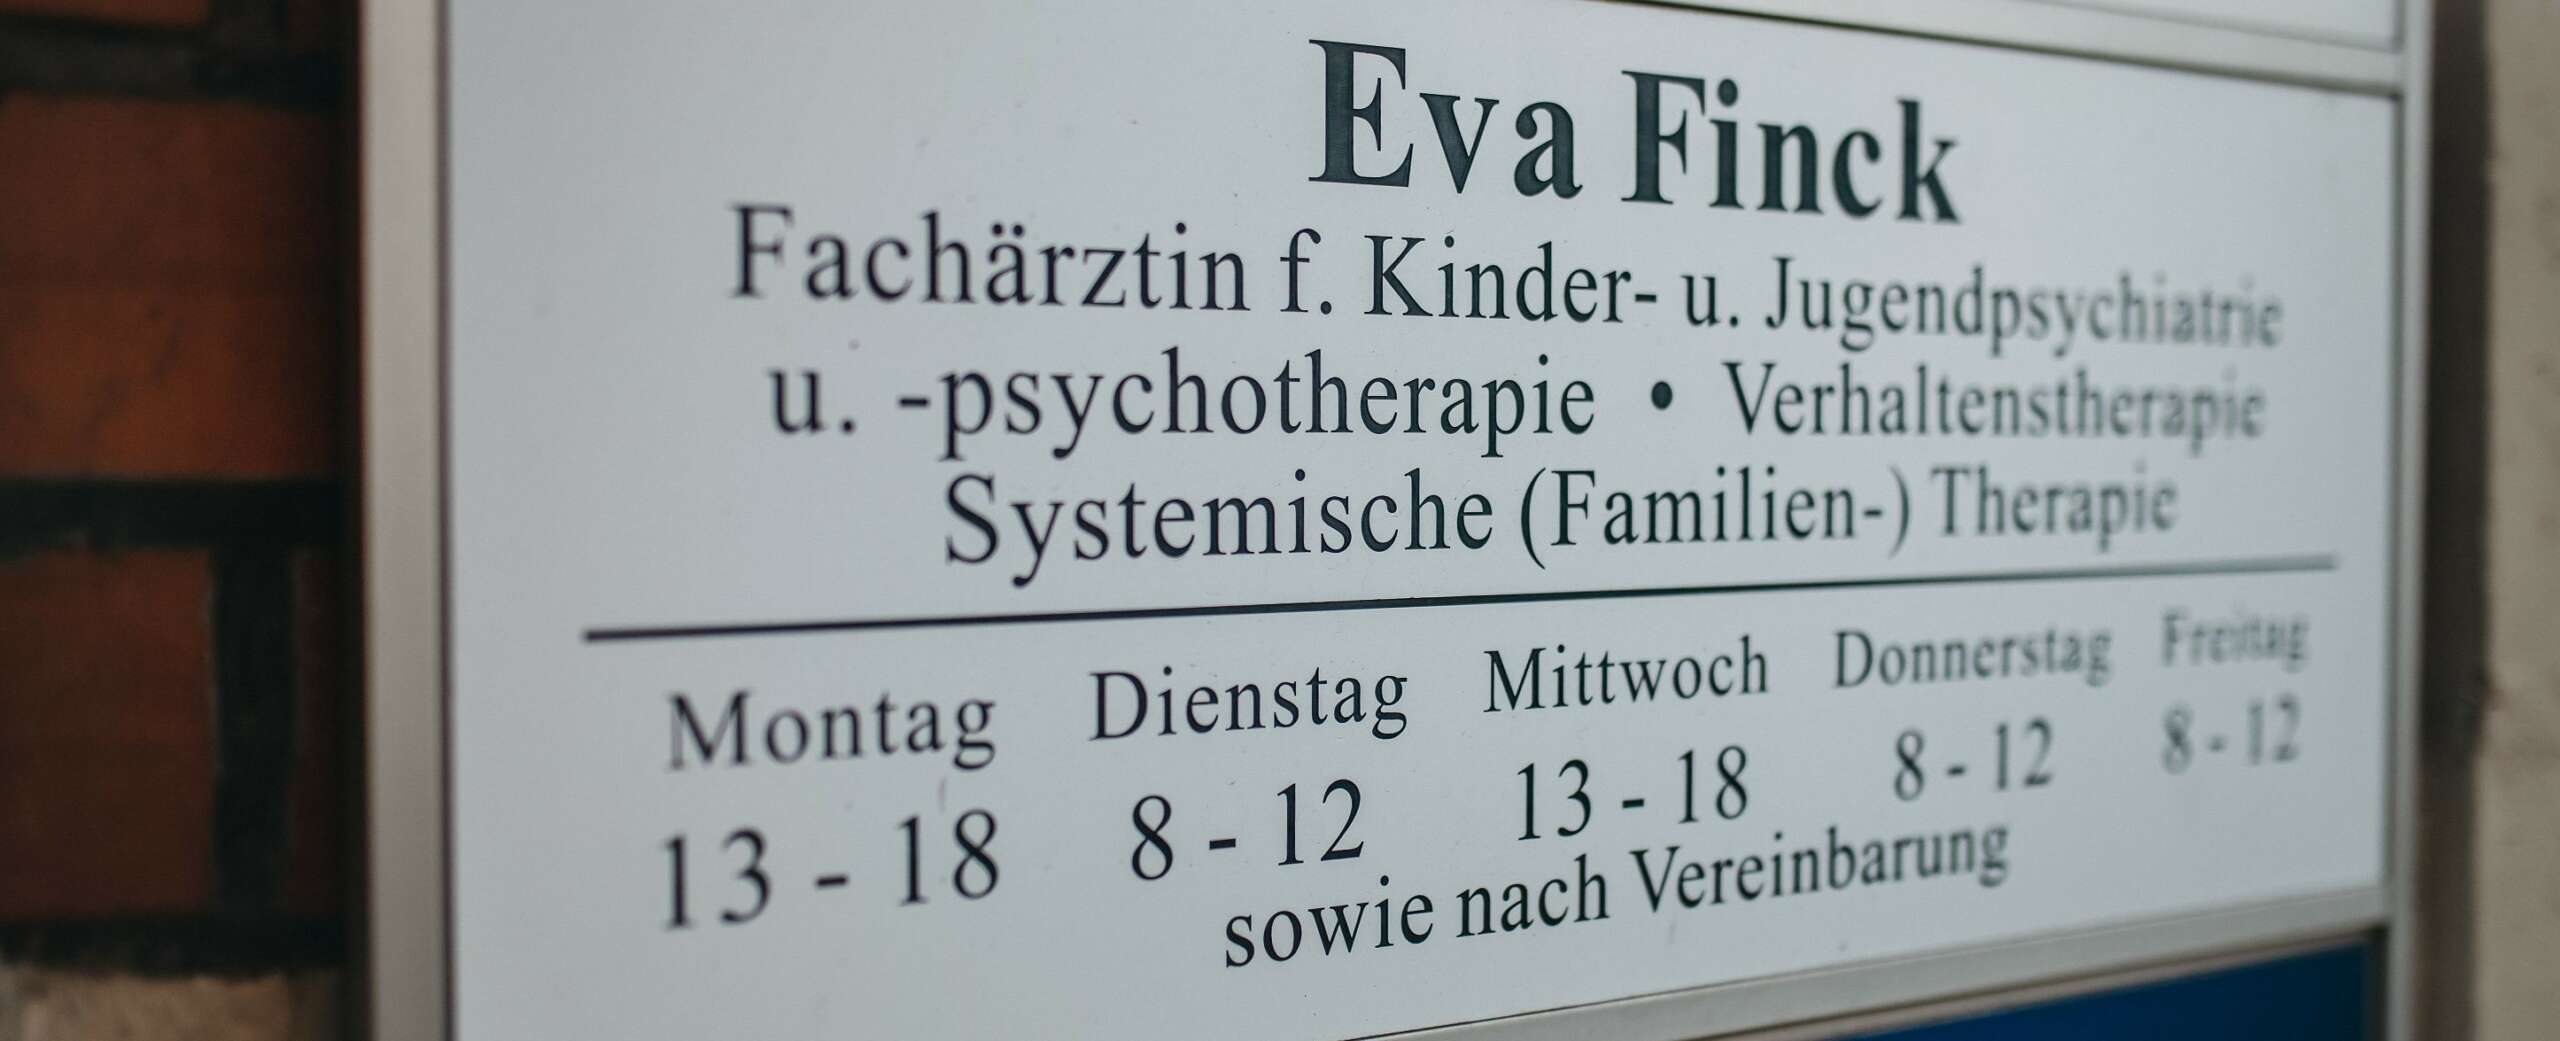 Eva Finck
Fachärztin f. Kinder- u. Jugendpsychiatrie
u. -psychotherapie • Verhaltenstherapie
Systemische (Familien-) Therapie
Montag Dienstag Mittwoch Donnerstag Freitag
13 - 18 8 - 12 13 - 18 8 - 12 8 - 12
sowie nach Vereinbarung